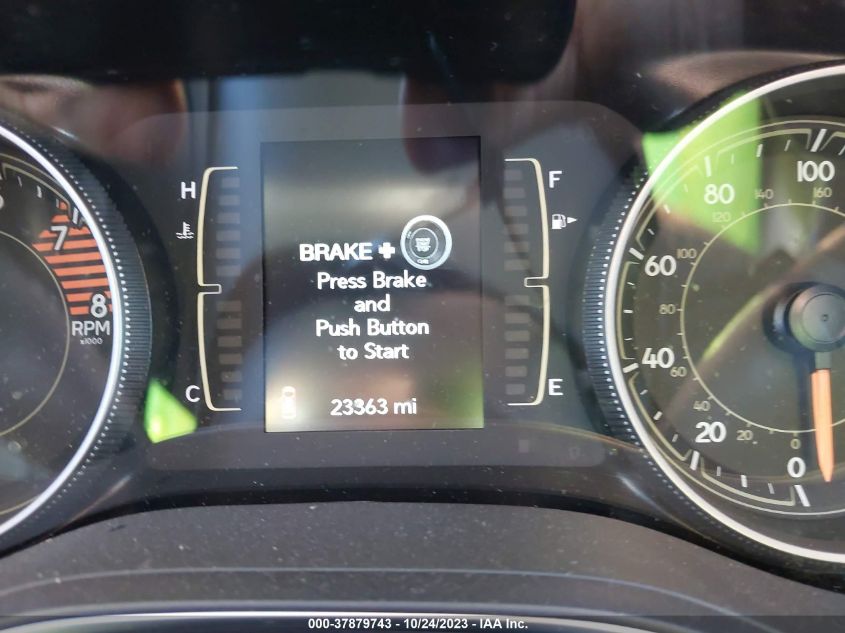 H
C
F
E
BRAKE +
Press Brake
and
Push Button
to Start
23363 mi
7
8
RPM
x1000
100
80
60
40
20
0
160
140
120
100
80
60
40
20
0
000-37879743 - 10/24/2023 - IAA Inc.